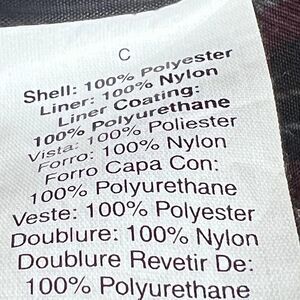 C
Shell: 100% Polyester
Liner: 100% Nylon
Liner Coating:
100% Polyurethane
Vista: 100% Poliester
Forro: 100% Nylon
Forro Capa Con:
100% Polyurethane
Veste: 100% Polyester
Doublure: 100% Nylon
Doublure Revetir De:
100% Polyurethane